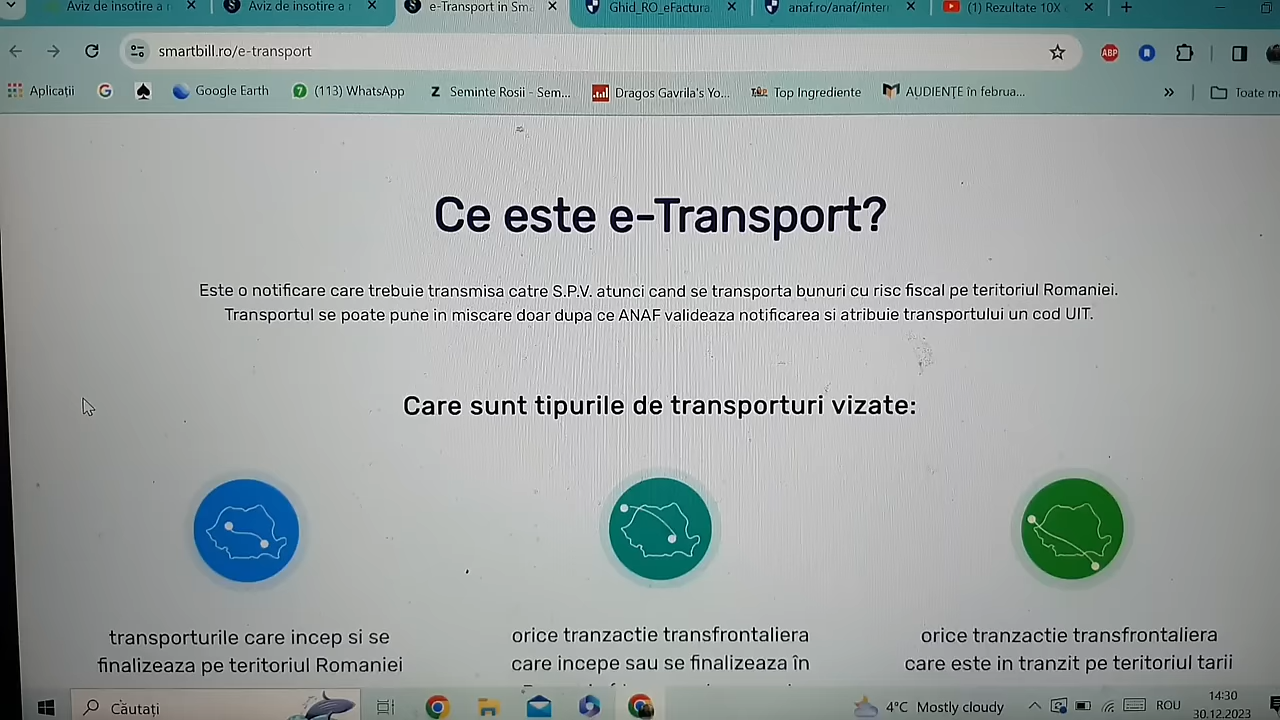 Aviz de insotire a
Aviz de insotire a
e-Transport in Sma
Ghid_RO_eFactura
anaf.ro/anaf/inter
(1) Rezultate 10X
smartbill.ro/e-transport
ABP
Aplicații
Google Earth
(113) WhatsApp
Seminte Rosii - Sem...
Dragos Gavrila's Yo...
Top Ingrediente
AUDIENȚE în februa...
Toate
Ce este e-Transport?
Este o notificare care trebuie transmisa catre S.P.V. atunci cand se transporta bunuri cu risc fiscal pe teritoriul Romaniei.
Transportul se poate pune in miscare doar dupa ce ANAF valideaza notificarea si atribuie transportului un cod UIT.
Care sunt tipurile de transporturi vizate:
transporturile care incep si se
finalizeaza pe teritoriul Romaniei
orice tranzactie transfrontaliera
care incepe sau se finalizeaza în
orice tranzactie transfrontaliera
care este in tranzit pe teritoriul tarii
Căutați
4°C Mostly cloudy
ROU
14:30
30.12.2023